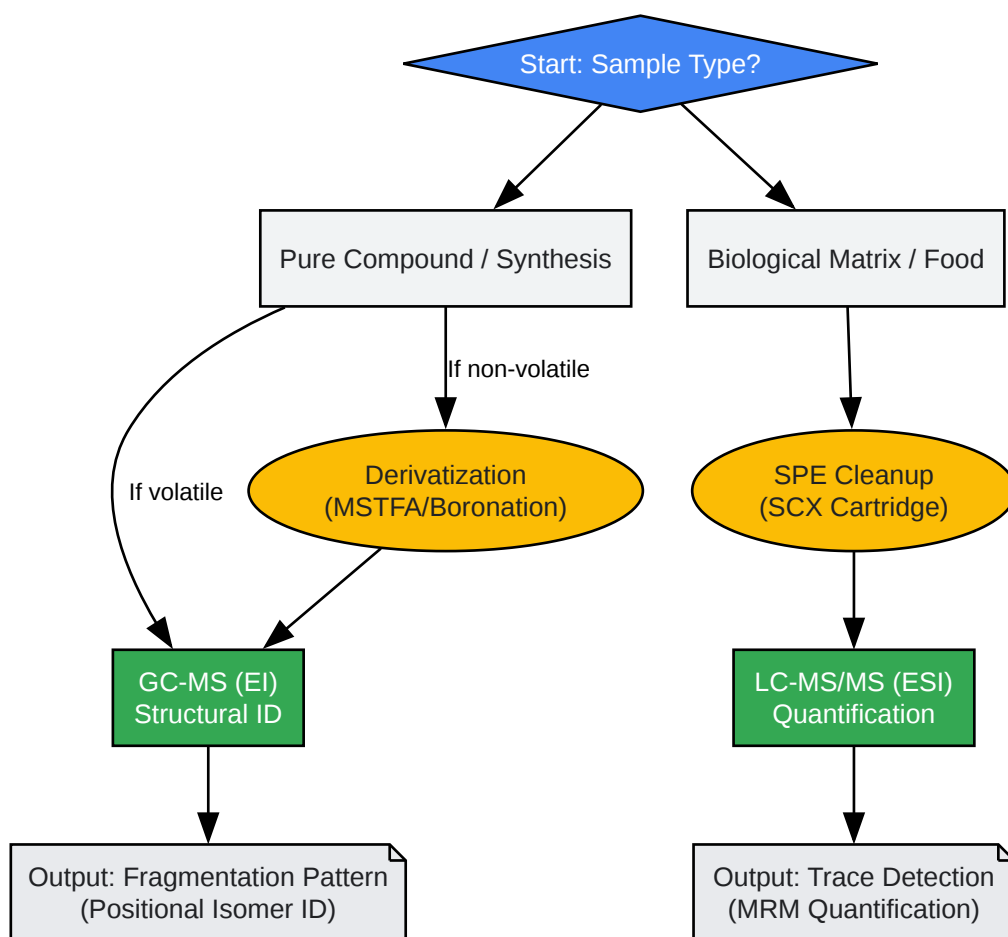 Start: Sample Type?
Pure Compound / Synthesis
Biological Matrix / Food
If non-volatile
If volatile
Derivatization
(MSTFA/Boronation)
SPE Cleanup
(SCX Cartridge)
GC-MS (EI)
Structural ID
LC-MS/MS (ESI)
Quantification
Output: Fragmentation Pattern
(Positional Isomer ID)
Output: Trace Detection
(MRM Quantification)